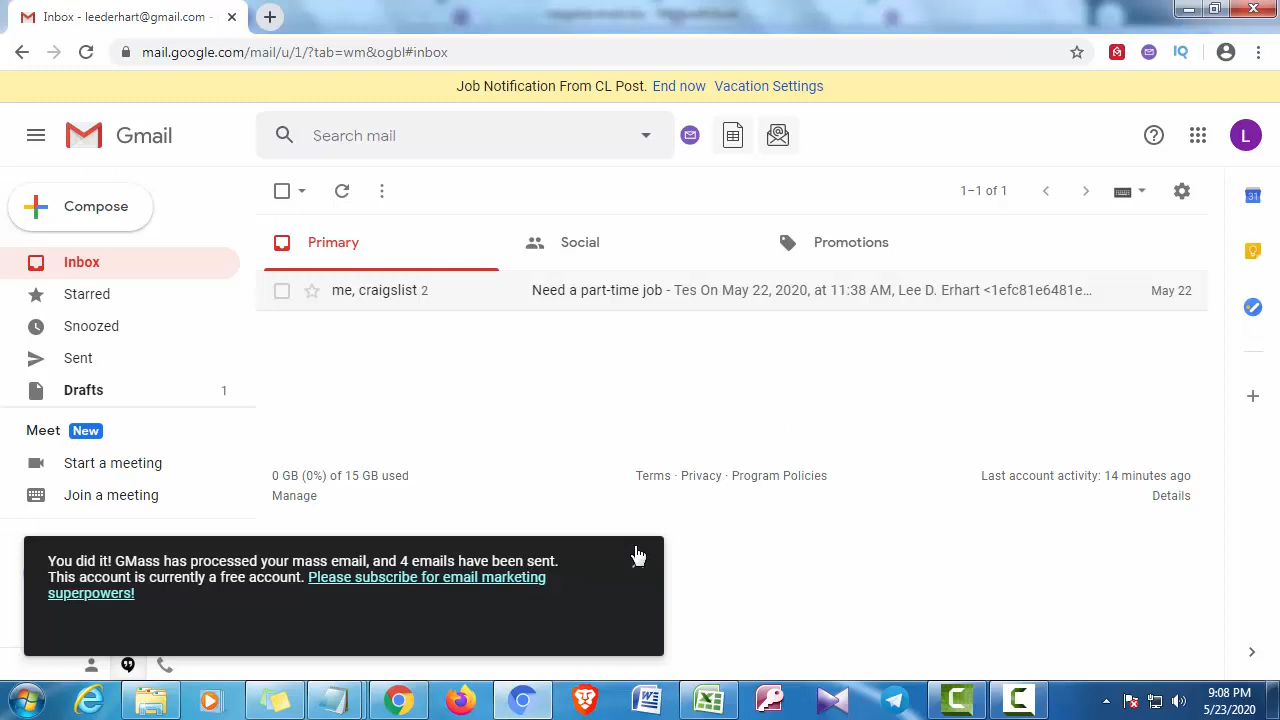 Inbox - leederhart@gmail.com -
mail.google.com/mail/u/1/?tab=wm&ogbl#inbox
IQ
Job Notification From CL Post. End now Vacation Settings
Gmail
Search mail
L
Compose
1–1 of 1
31
Primary
Social
Promotions
Inbox
me, craigslist 2
Need a part-time job - Tes On May 22, 2020, at 11:38 AM, Lee D. Erhart <1efc81e6481e...
May 22
Starred
Snoozed
Sent
Drafts
1
Meet New
Start a meeting
Join a meeting
0 GB (0%) of 15 GB used
Manage
Terms · Privacy · Program Policies
Last account activity: 14 minutes ago
Details
You did it! GMass has processed your mass email, and 4 emails have been sent.
This account is currently a free account. Please subscribe for email marketing
superpowers!
9:08 PM
5/23/2020